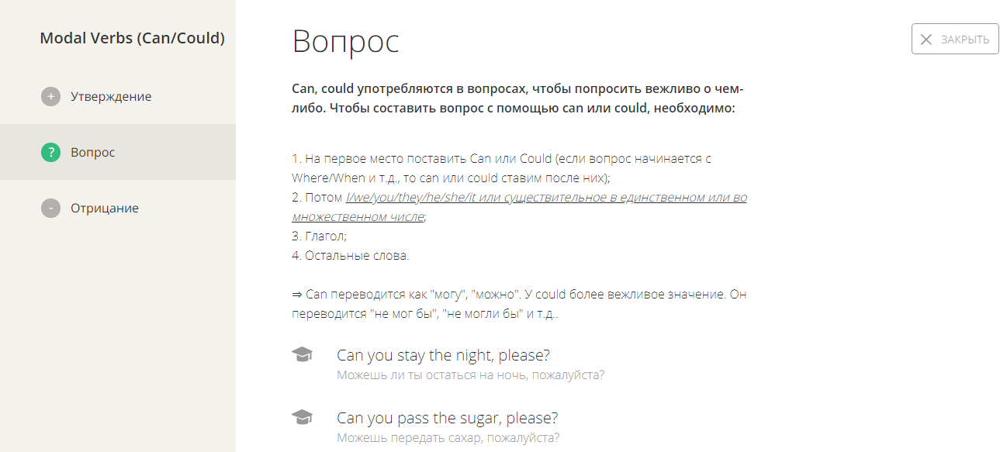 Modal Verbs (Can/Could)
+ Утверждение
? Вопрос
- Отрицание
Вопрос
ЗАКРЫТЬ
Can, could употребляются в вопросах, чтобы попросить вежливо о чем-
либо. Чтобы составить вопрос с помощью can или could, необходимо:
1. На первое место поставить Can или Could (если вопрос начинается с
Where/When и т.д., то can или could ставим после них);
2. Потом I/we/you/they/he/she/it или существительное в единственном или во
множественном числе;
3. Глагол;
4. Остальные слова.
⇒ Can переводится как "могу", "можно". У could более вежливое значение. Он
переводится "не мог бы", "не могли бы" и т.д..
Can you stay the night, please?
Можешь ли ты остаться на ночь, пожалуйста?
Can you pass the sugar, please?
Можешь передать сахар, пожалуйста?